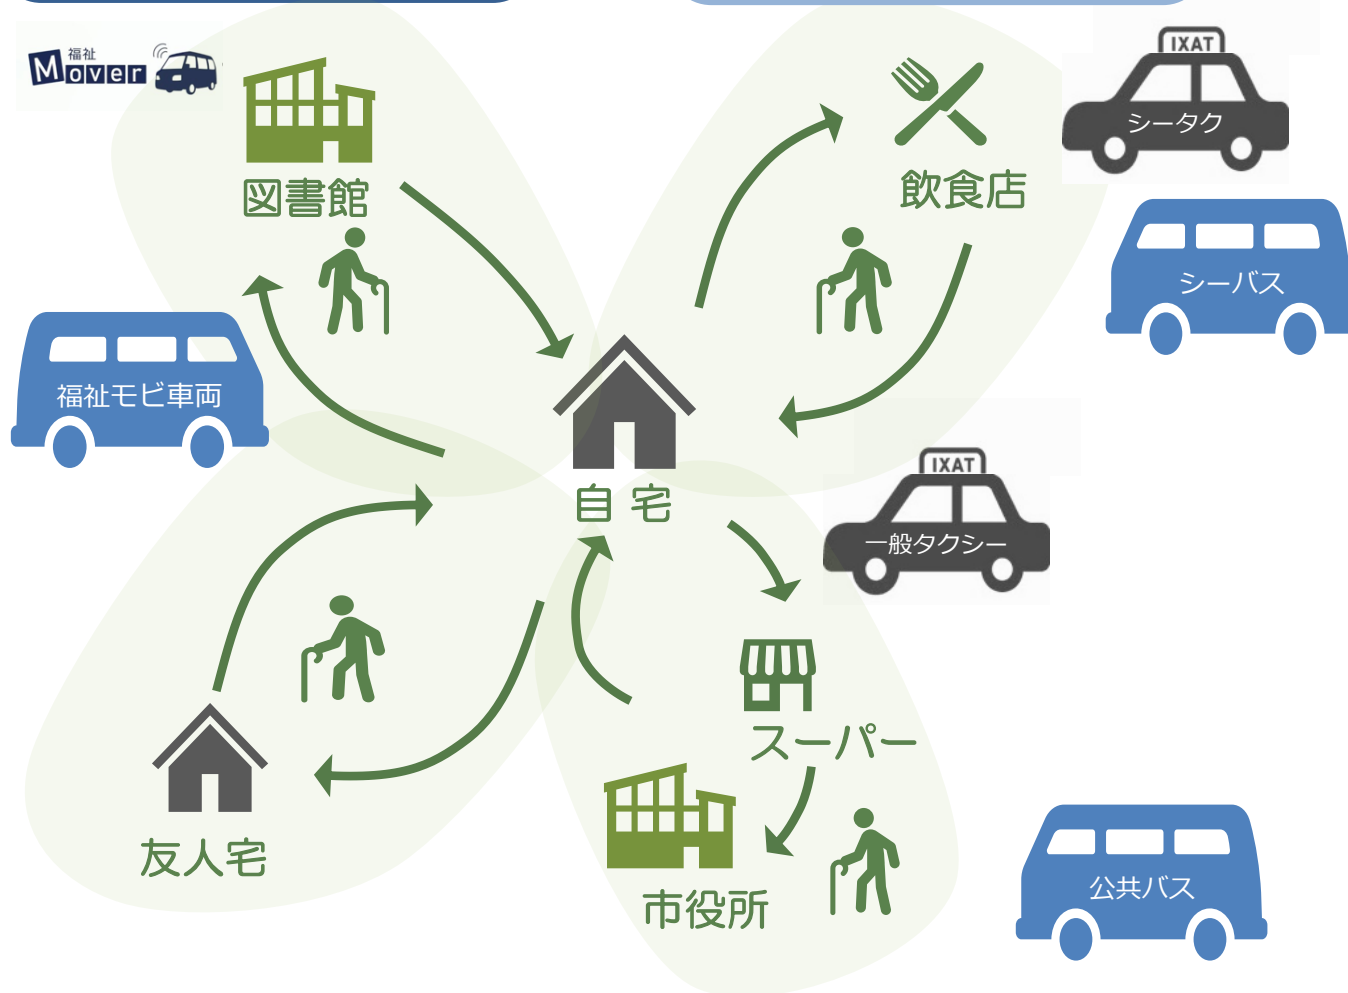 福祉
Mover
図書館
飲食店
IXAT
シータク
シーバス
福祉モビ車両
自宅
IXAT
一般タクシー
スーパー
友人宅
市役所
公共バス